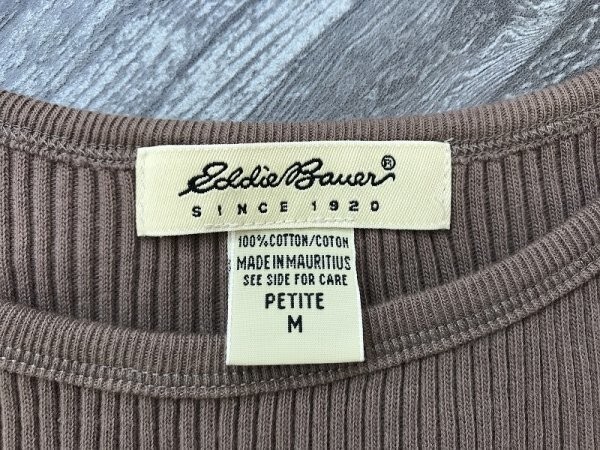 Eddie Bauer®
SINCE 1920
100% COTTON/COTON
MADE IN MAURITIUS
SEE SIDE FOR CARE
PETITE
M